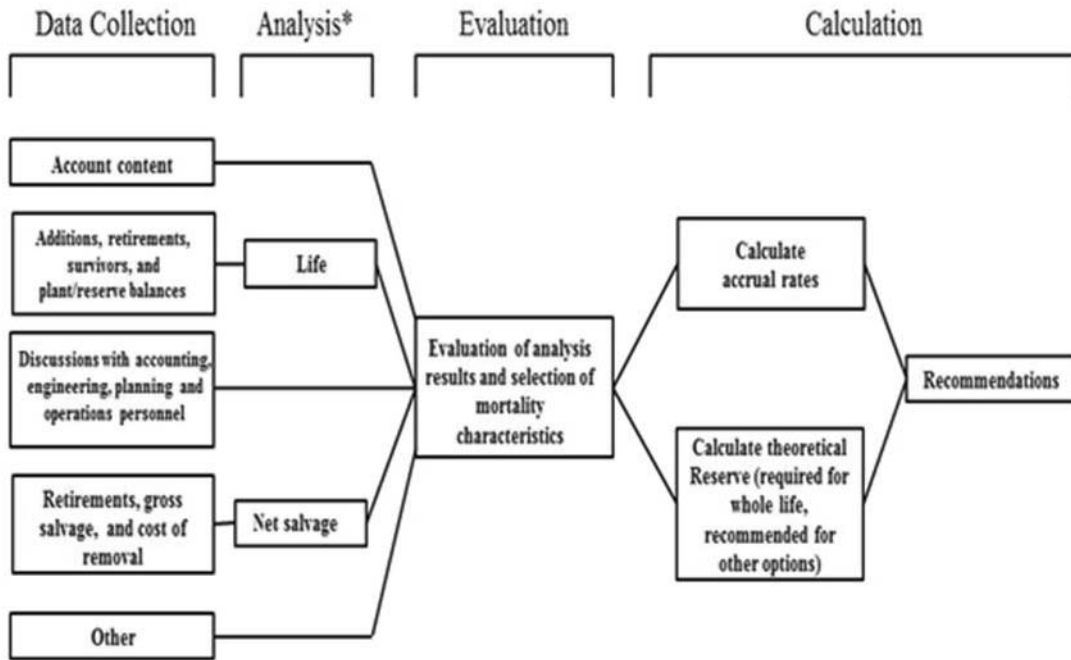 Data Collection
Analysis*
Evaluation
Calculation
Account content
Additions, retirements,
survivors, and
plant/reserve balances
Life
Discussions with accounting,
engineering, planning and
operations personnel
Retirements, gross
salvage, and cost of
removal
Net salvage
Other
Evaluation of analysis
results and selection of
mortality
characteristics
Calculate
accrual rates
Calculate theoretical
Reserve (required for
whole life,
recommended for
other options)
Recommendations